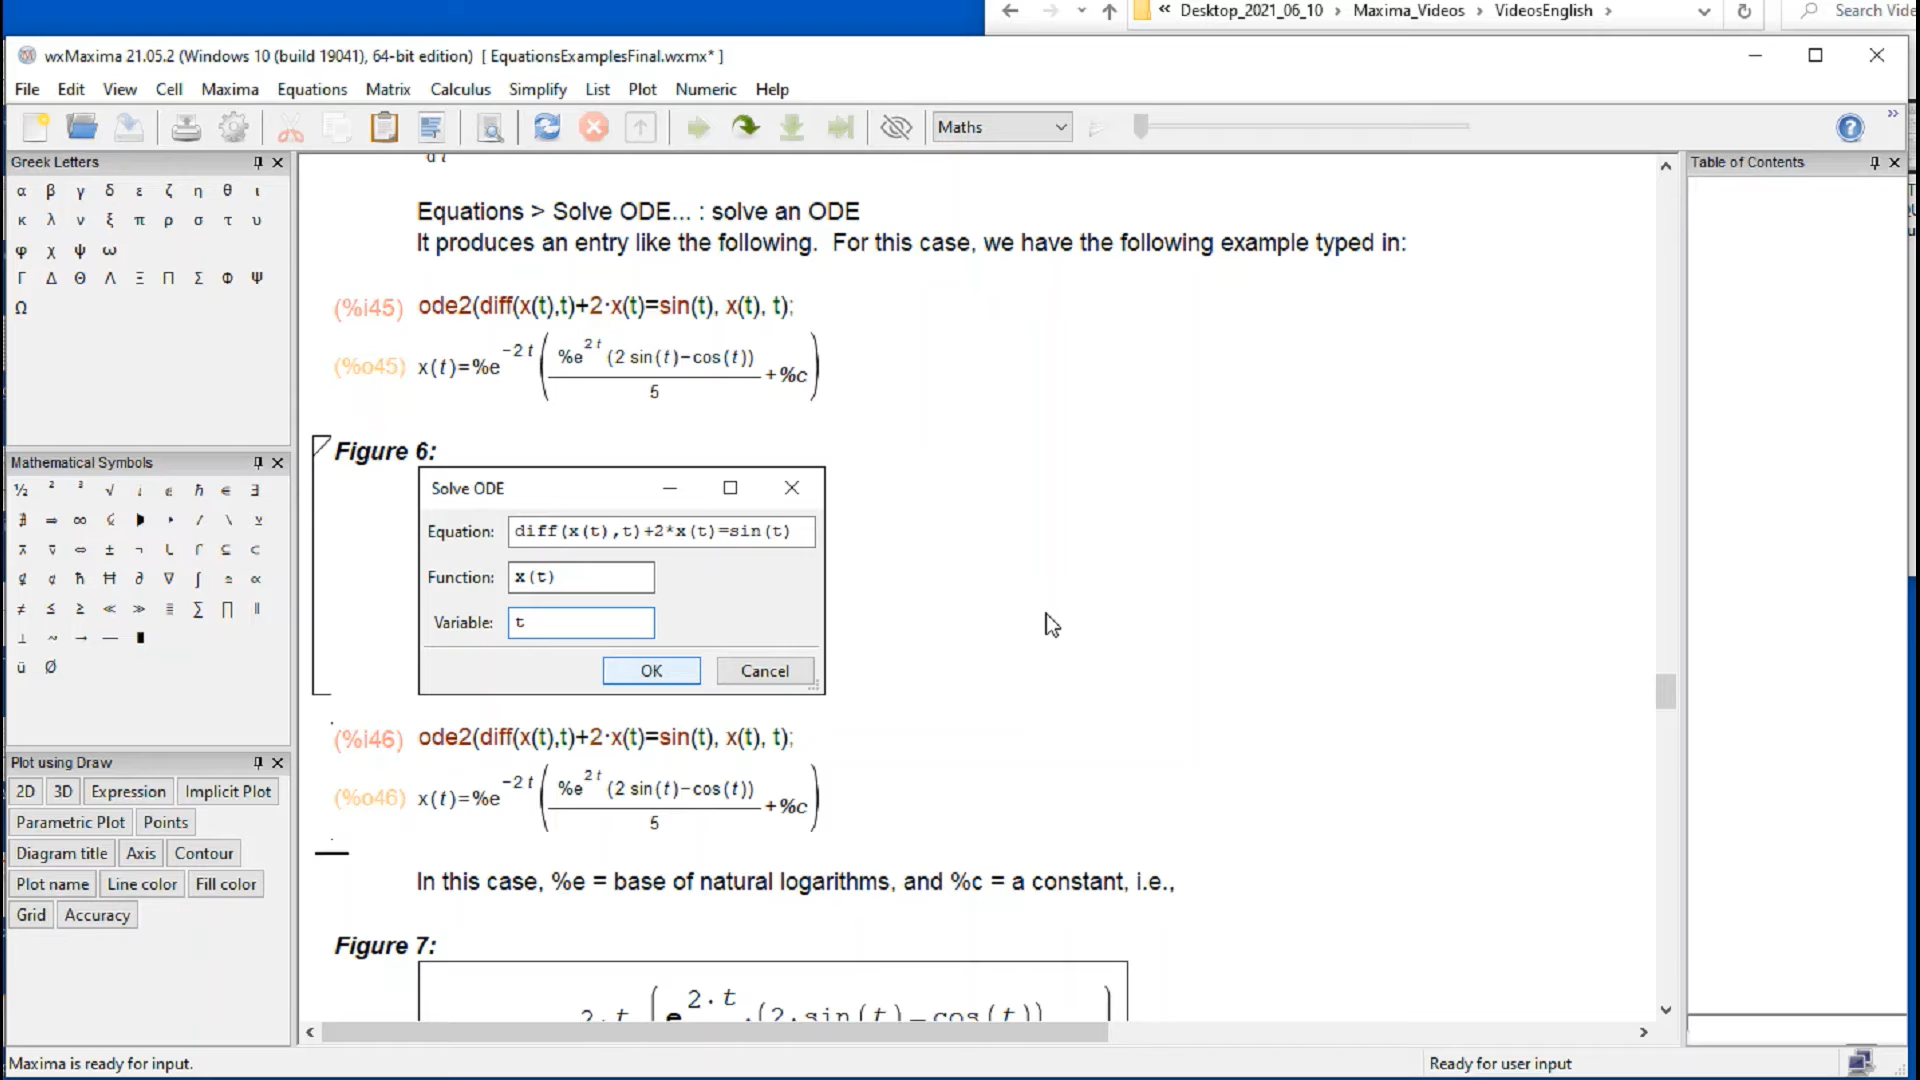 « Desktop_2021_06_10 > Maxima_Videos > VideosEnglish >
Search Vide
wxMaxima 21.05.2 (Windows 10 (build 19041), 64-bit edition) [ EquationsExamplesFinal.wxmx* ]
File Edit View Cell Maxima Equations Matrix Calculus Simplify List Plot Numeric Help
Maths
Greek Letters
α β γ δ ε ζ η θ ι
κ λ ν ξ π ρ σ τ υ
φ χ ψ ω
Γ Δ Θ Λ Ξ Π Σ Φ Ψ
Ω
Table of Contents
Equations > Solve ODE... : solve an ODE
It produces an entry like the following. For this case, we have the following example typed in:
(%i45) ode2(diff(x(t),t)+2·x(t)=sin(t), x(t), t);
(%o45) x(t)=%e^-2 t (%e^2 t (2 sin(t)-cos(t))/5 + %c)
Figure 6:
Solve ODE
Equation: diff(x(t),t)+2*x(t)=sin(t)
Function: x(t)
Variable: t
OK Cancel
(%i46) ode2(diff(x(t),t)+2·x(t)=sin(t), x(t), t);
(%o46) x(t)=%e^-2 t (%e^2 t (2 sin(t)-cos(t))/5 + %c)
In this case, %e = base of natural logarithms, and %c = a constant, i.e.,
Figure 7:
Mathematical Symbols
Plot using Draw
2D 3D Expression Implicit Plot
Parametric Plot Points
Diagram title Axis Contour
Plot name Line color Fill color
Grid Accuracy
Maxima is ready for input.
Ready for user input